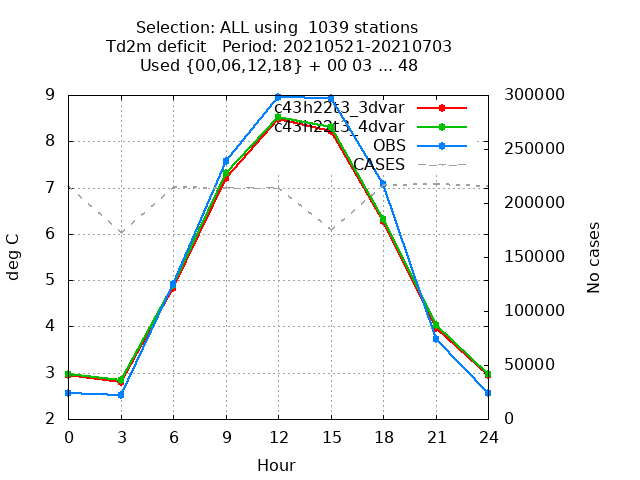 Selection: ALL using  1039 stations
Td2m deficit   Period: 20210521-20210703
Used {00,06,12,18} + 00 03 ... 48
9
8
7
6
5
4
3
2
300000
250000
200000
150000
100000
50000
0
c43h22t3_3dvar
c43h22t3_4dvar
OBS
CASES
deg C
No cases
0 3 6 9 12 15 18 21 24
Hour